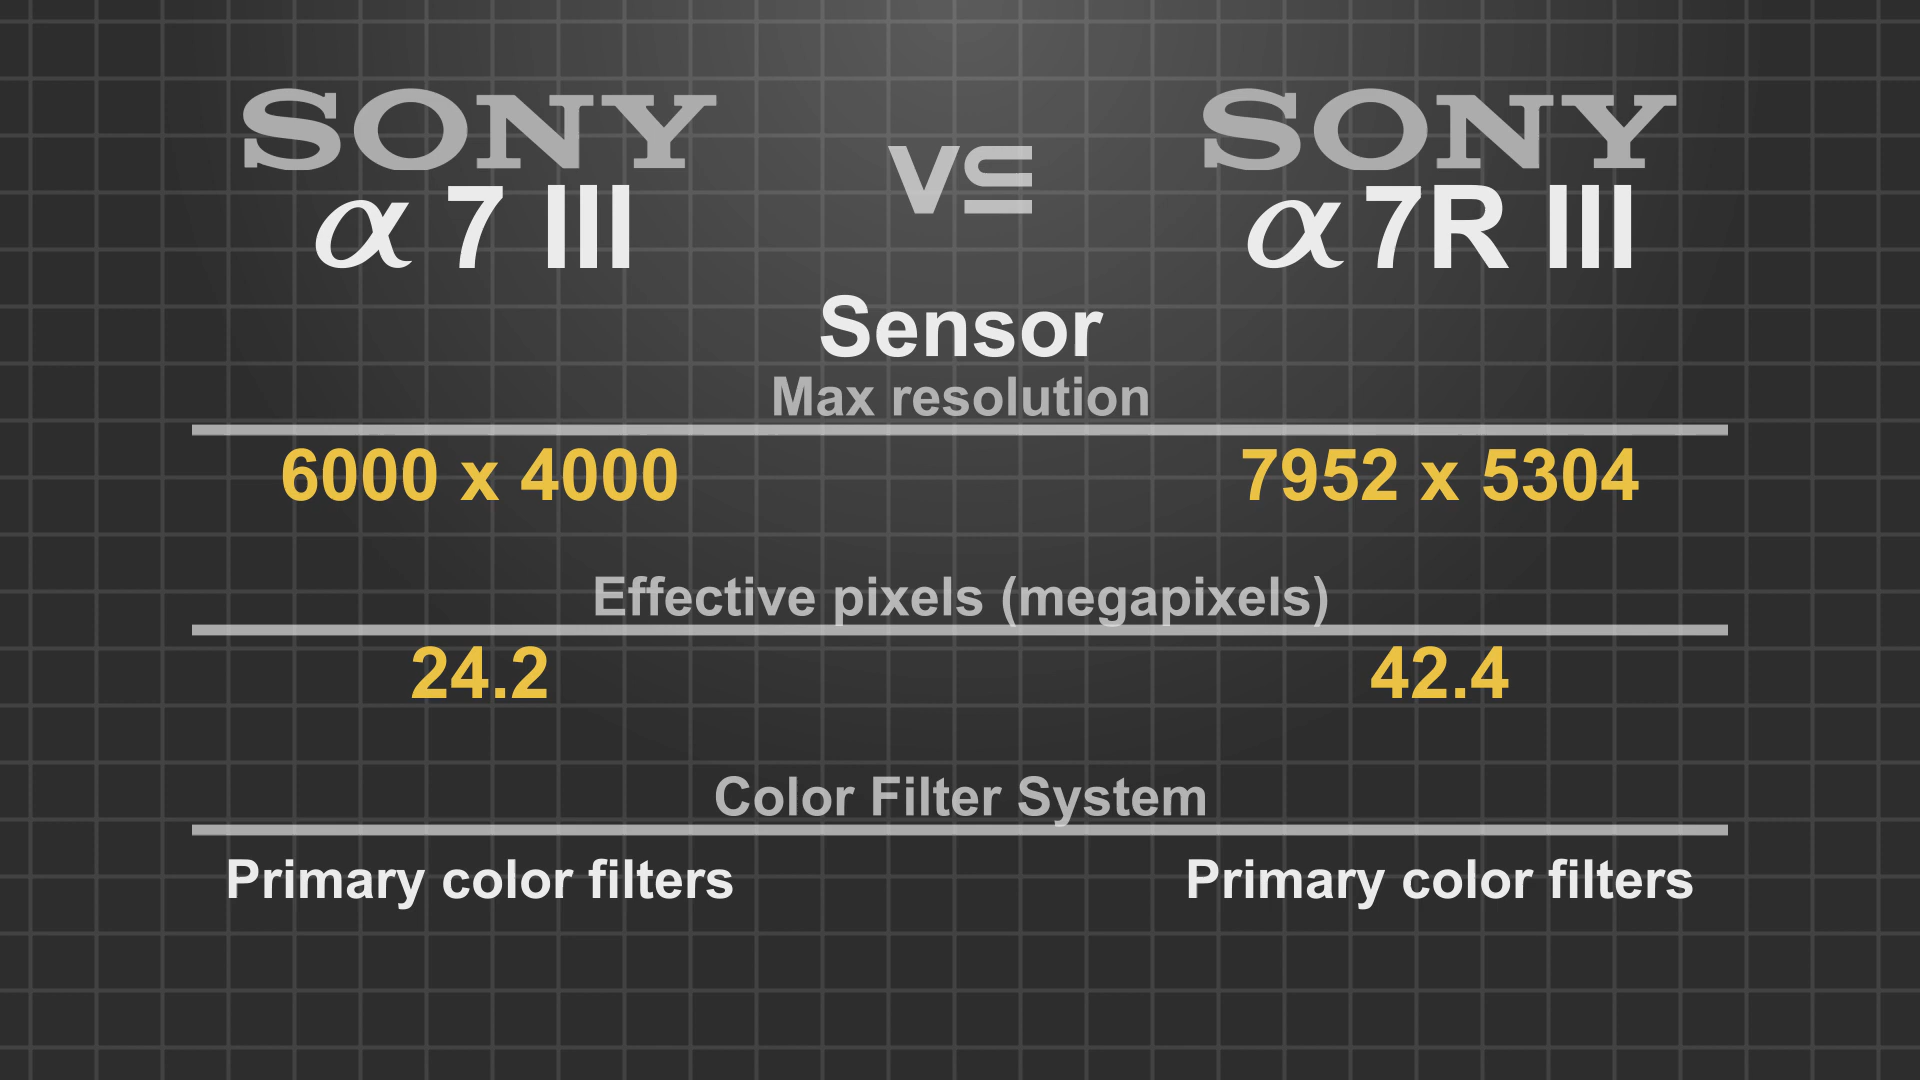 SONY VS SONY
α 7 III α 7R III
Sensor
Max resolution
6000 x 4000 7952 x 5304
Effective pixels (megapixels)
24.2 42.4
Color Filter System
Primary color filters Primary color filters